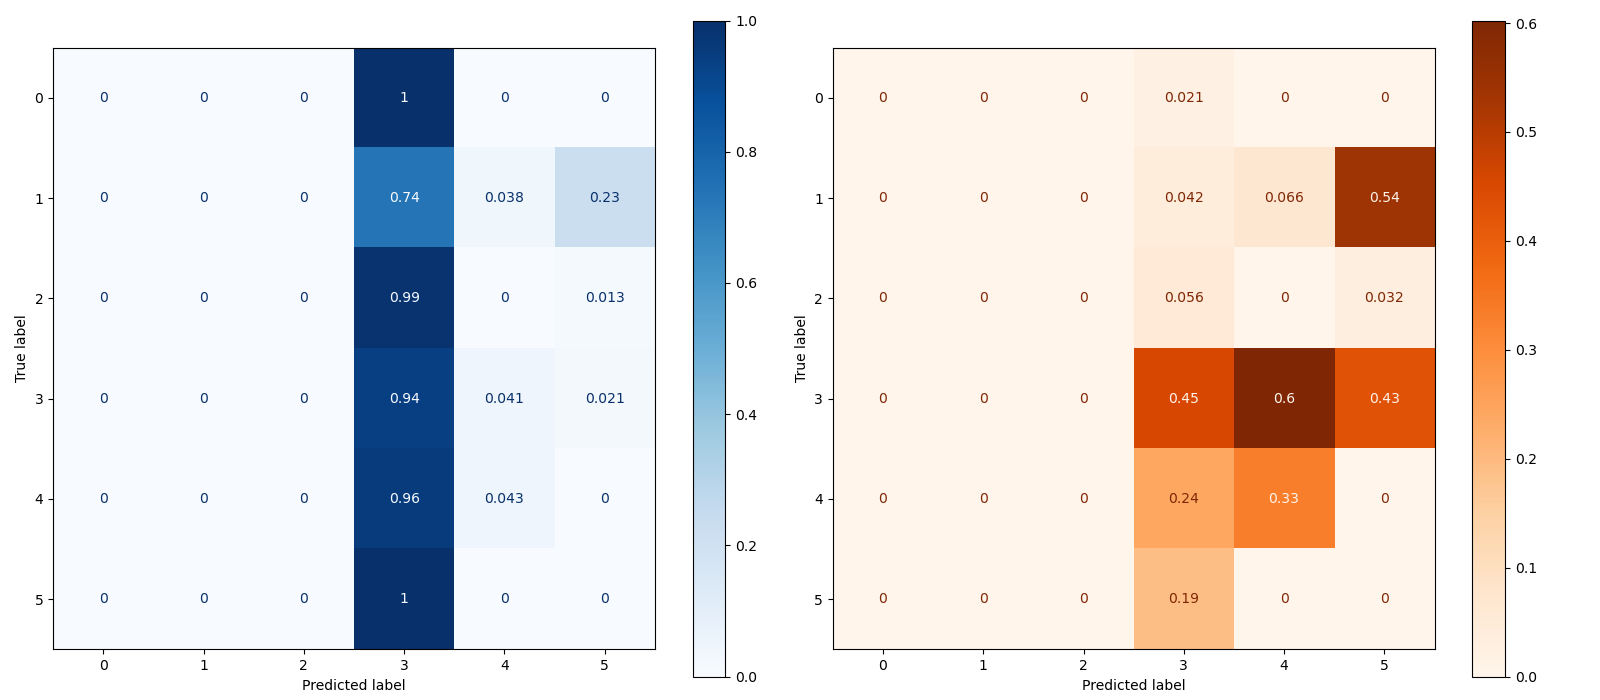 0 0 0 0 1 0 0
1 0 0 0 0.74 0.038 0.23
2 0 0 0 0.99 0 0.013
3 0 0 0 0.94 0.041 0.021
4 0 0 0 0.96 0.043 0
5 0 0 0 1 0 0
0 1 2 3 4 5
True label
Predicted label
1.0
0.8
0.6
0.4
0.2
0.0
0 0 0 0 0.021 0 0
1 0 0 0 0.042 0.066 0.54
2 0 0 0 0.056 0 0.032
3 0 0 0 0.45 0.6 0.43
4 0 0 0 0.24 0.33 0
5 0 0 0 0.19 0 0
0 1 2 3 4 5
True label
Predicted label
0.6
0.5
0.4
0.3
0.2
0.1
0.0